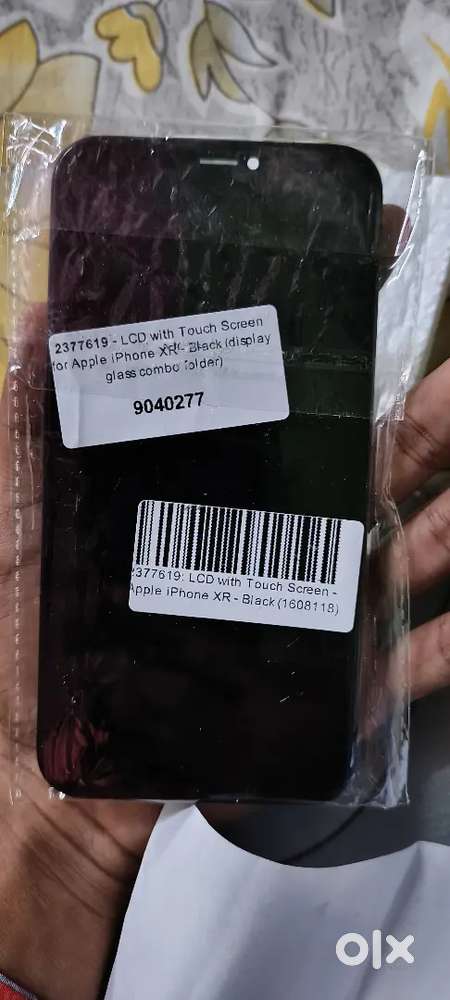 2377619 - LCD with Touch Screen
for Apple iPhone XR - Black (display
glass combo folder)
9040277
2377619: LCD with Touch Screen -
Apple iPhone XR - Black (1608118)
olx